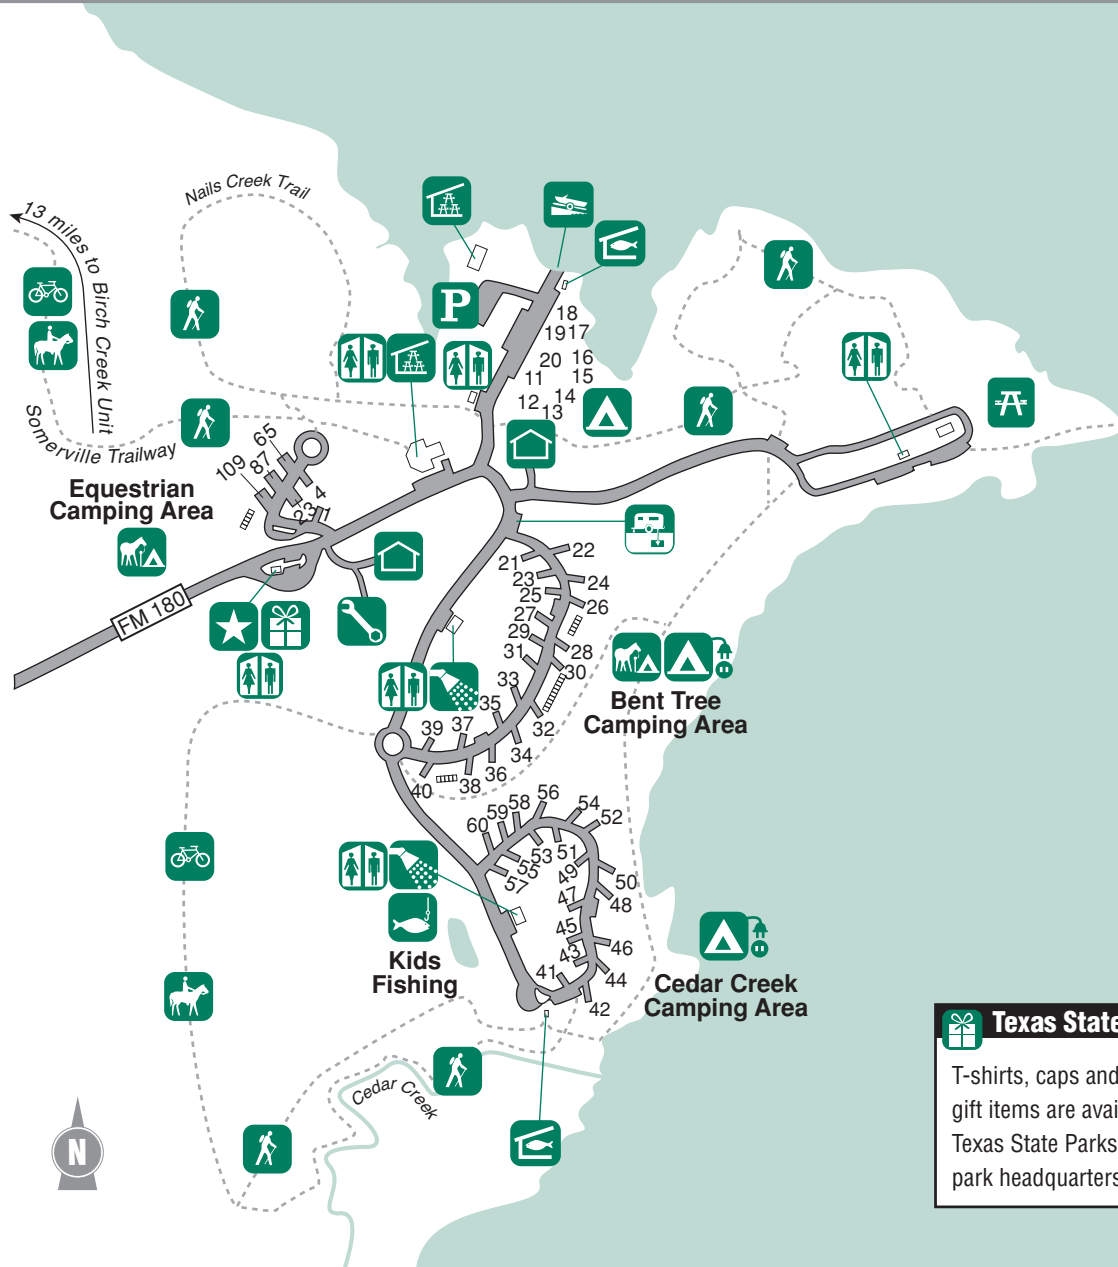 Nails Creek Trail
13 miles to Birch Creek Unit
Somerville Trailway
P
18
19 17
20 16
11 15
14
12 13
65
87
109
4
23 1
Equestrian
Camping Area
FM 180
22
21
23 24
25
26
27
29
28
31
30
33
35
32
37
39
34
36
38
40
Bent Tree
Camping Area
56
58 54
59 52
60
53 51
55
49
57 50
47 48
45
46
43
41 44
42
Kids
Fishing
Cedar Creek
Camping Area
Cedar Creek
N
Texas State
T-shirts, caps and
gift items are avai
Texas State Parks
park headquarters